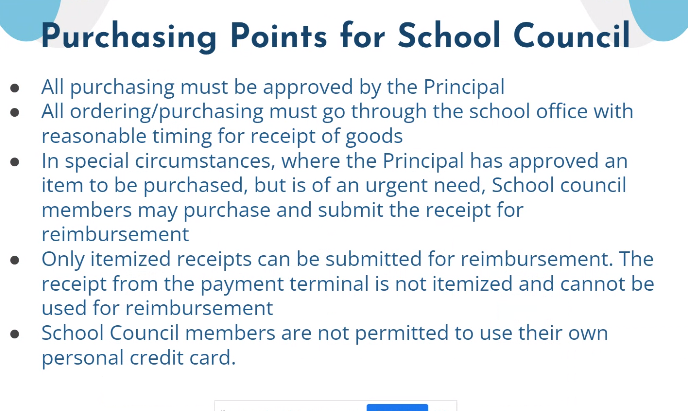 Purchasing Points for School Council
● All purchasing must be approved by the Principal
● All ordering/purchasing must go through the school office with
reasonable timing for receipt of goods
● In special circumstances, where the Principal has approved an
item to be purchased, but is of an urgent need, School council
members may purchase and submit the receipt for
reimbursement
● Only itemized receipts can be submitted for reimbursement. The
receipt from the payment terminal is not itemized and cannot be
used for reimbursement
● School Council members are not permitted to use their own
personal credit card.